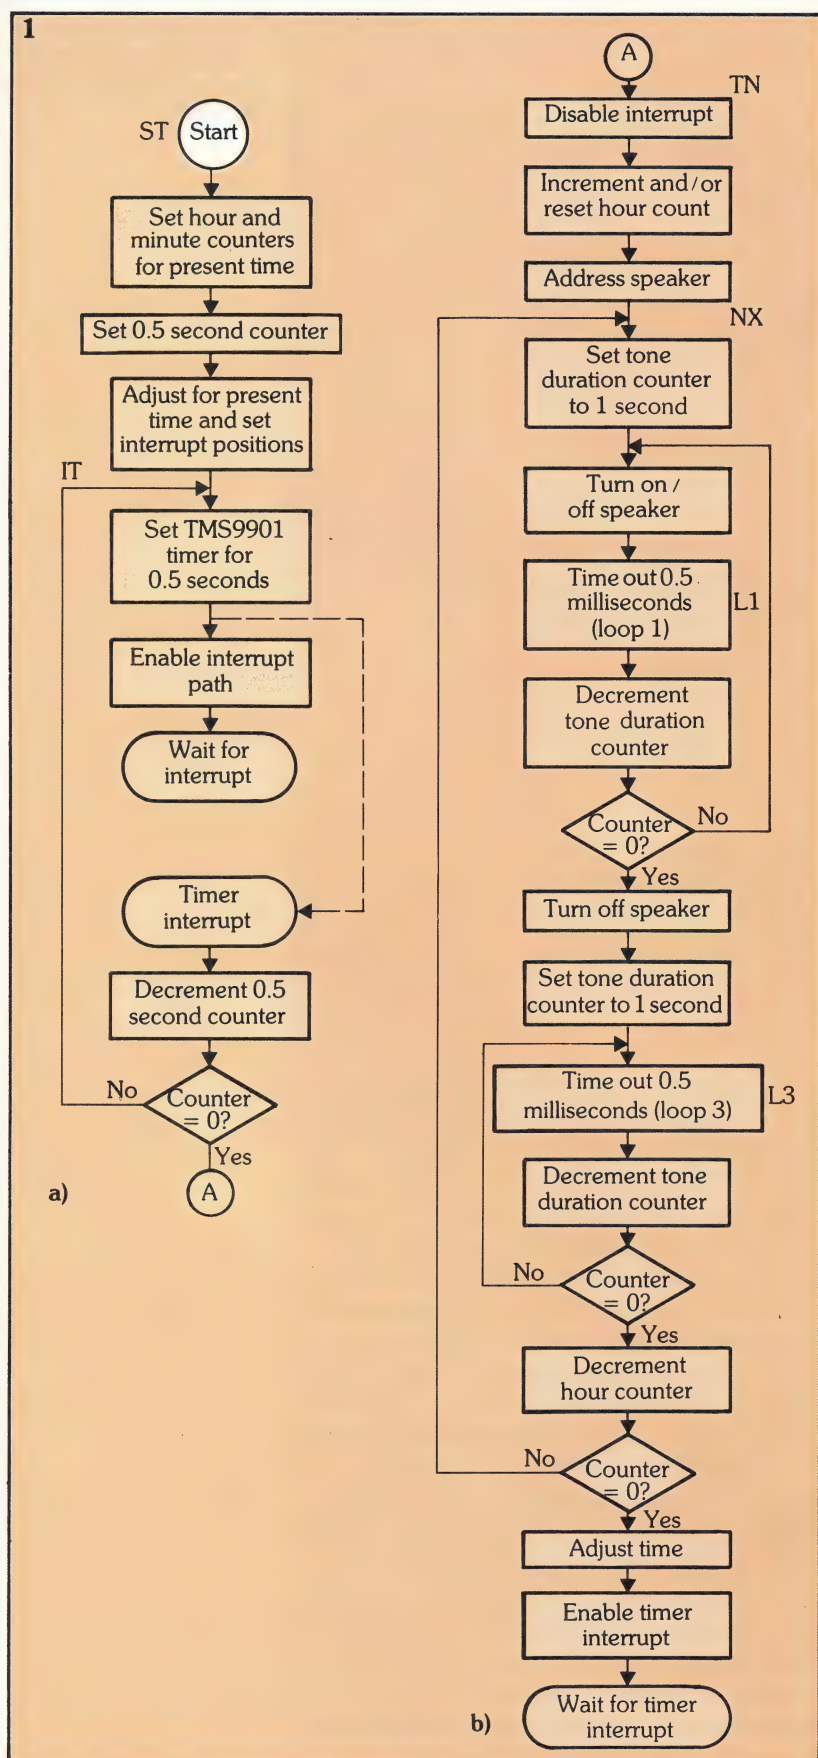 1
ST
Start
Set hour and
minute counters
for present time
Set 0.5 second counter
Adjust for present
time and set
interrupt positions
IT
Set TMS9901
timer for
0.5 seconds
Enable interrupt
path
Wait for
interrupt
Timer
interrupt
Decrement 0.5
second counter
No
Counter
= 0?
Yes
A
a)
A
TN
Disable interrupt
Increment and/or
reset hour count
Address speaker
NX
Set tone
duration counter
to 1 second
Turn on /
off speaker
Time out 0.5
milliseconds
(loop 1)
L1
Decrement
tone duration
counter
Counter
= 0?
No
Yes
Turn off speaker
Set tone duration
counter to 1 second
Time out 0.5
milliseconds (loop 3)
L3
Decrement tone
duration counter
No
Counter
= 0?
Yes
Decrement
hour counter
No
Counter
= 0?
Yes
Adjust time
Enable timer
interrupt
Wait for timer
interrupt
b)